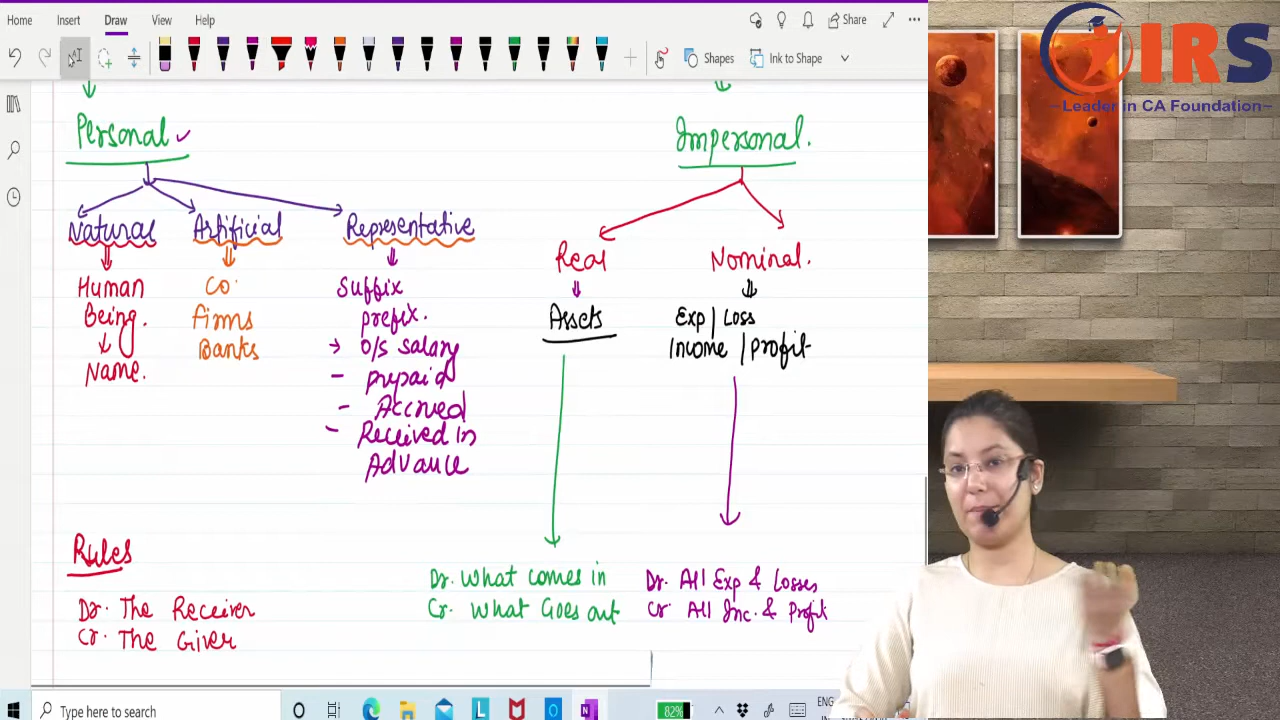 Home Insert Draw View Help
Share
Shapes
Ink to Shape
IRS
Leader in CA Foundation
Personal
Impersonal.
Natural
Artificial
Representative
Real
Nominal.
Human
Being.
Name.
Co.
firms
Banks
Suffix
prefix.
→ O/s salary
- prepaid
- Accrued
- Received in
Advance
Assets
Exp | Loss
Income | Profit
Rules
Dr. The Receiver
Cr. The Giver
Dr. What comes in
Cr. What Goes out
Dr. All Exp & Losses
Cr. All Inc. & Profit
Type here to search
82%
ENG